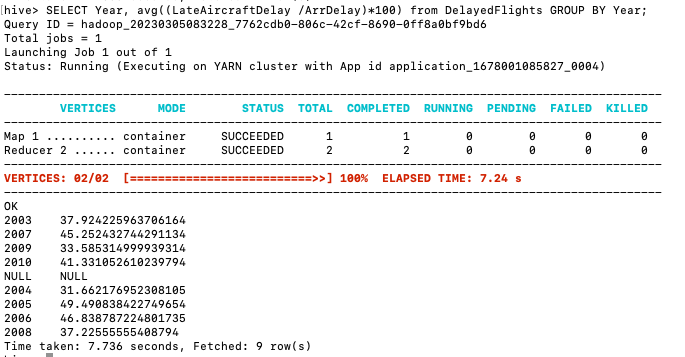 hive> SELECT Year, avg((LateAircraftDelay /ArrDelay)*100) from DelayedFlights GROUP BY Year;
Query ID = hadoop_20230305083228_7762cdb0-806c-42cf-8690-0ff8a0bf9bd6
Total jobs = 1
Launching Job 1 out of 1
Status: Running (Executing on YARN cluster with App id application_1678001085827_0004)
VERTICES MODE STATUS TOTAL COMPLETED RUNNING PENDING FAILED KILLED
Map 1 .......... container SUCCEEDED 1 1 0 0 0 0
Reducer 2 ...... container SUCCEEDED 2 2 0 0 0 0
VERTICES: 02/02 [==========================>>] 100% ELAPSED TIME: 7.24 s
OK
2003 37.924225963706164
2007 45.252432744291134
2009 33.585314999939314
2010 41.331052610239794
NULL NULL
2004 31.662176952308105
2005 49.490838422749654
2006 46.838787224801735
2008 37.22555555408794
Time taken: 7.736 seconds, Fetched: 9 row(s)